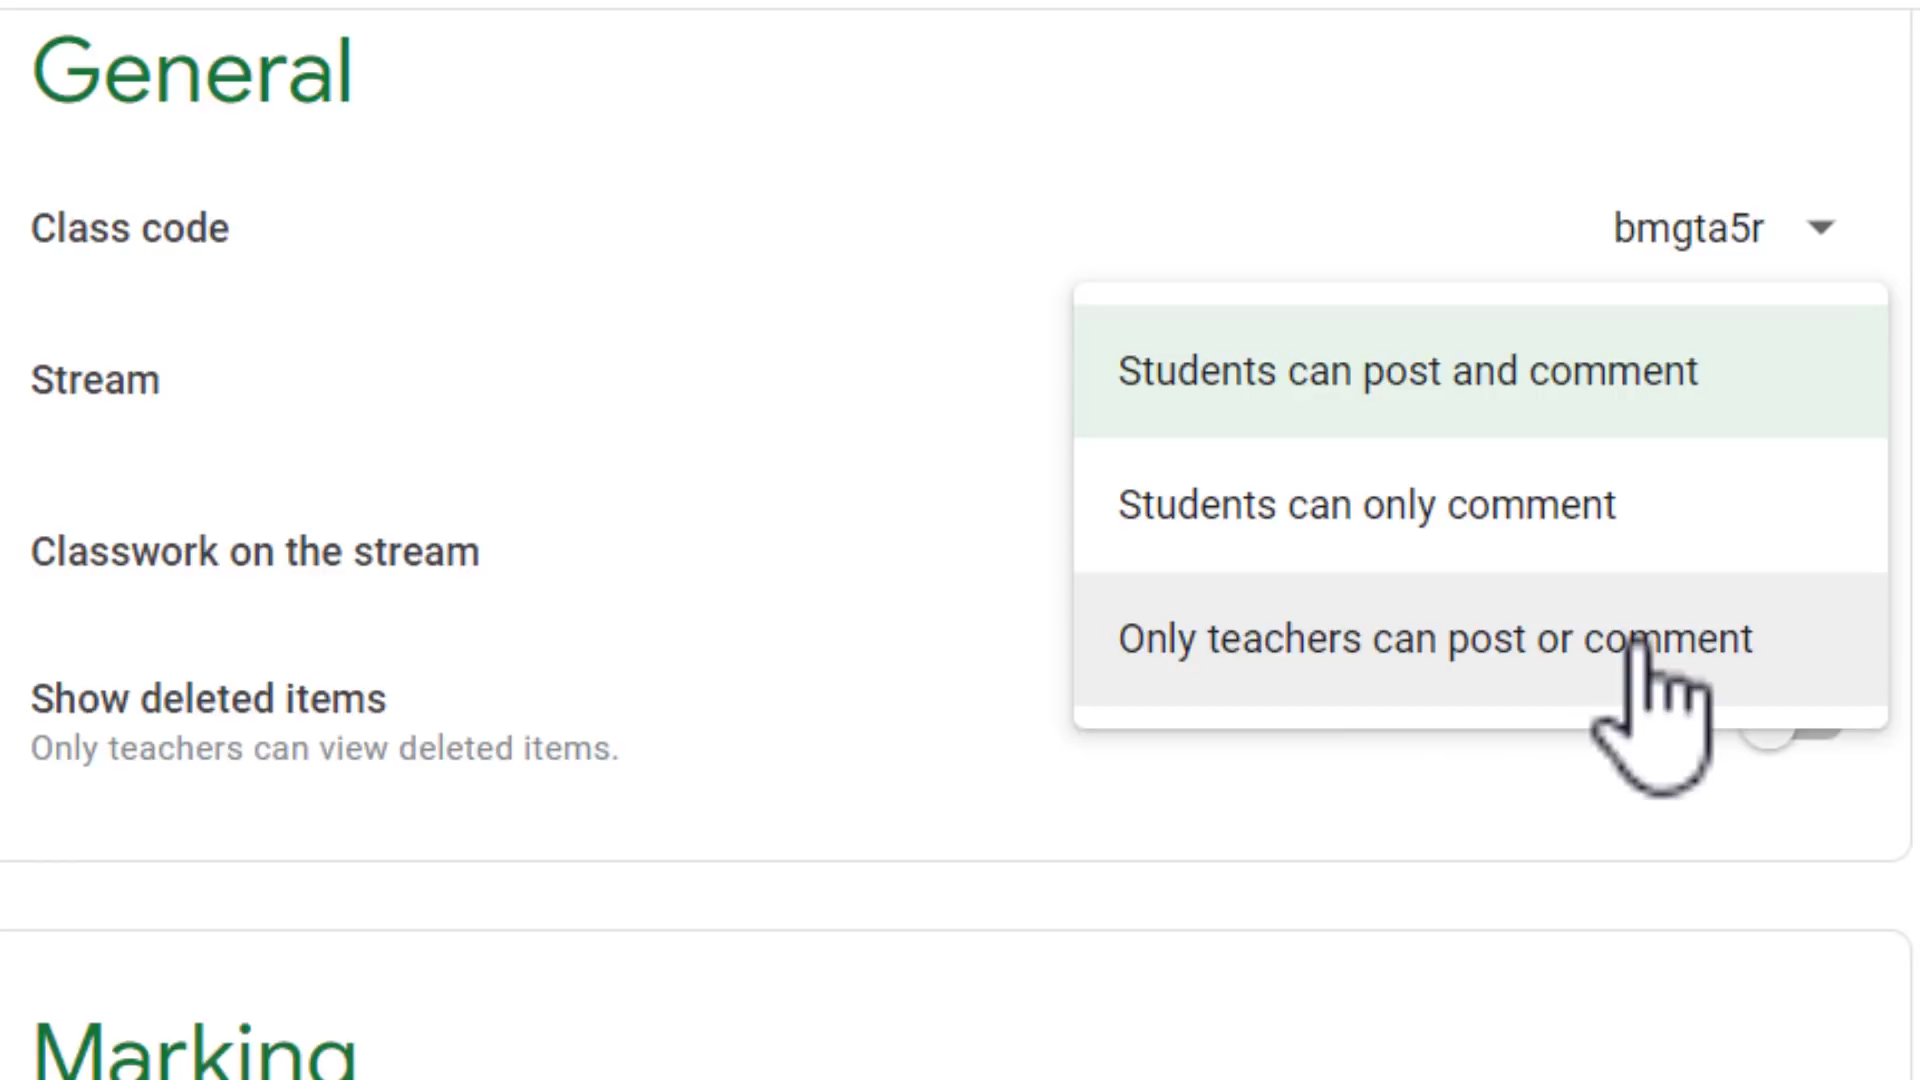 General
Class code
bmgta5r
Stream
Students can post and comment
Students can only comment
Classwork on the stream
Only teachers can post or comment
Show deleted items
Only teachers can view deleted items.
Marking